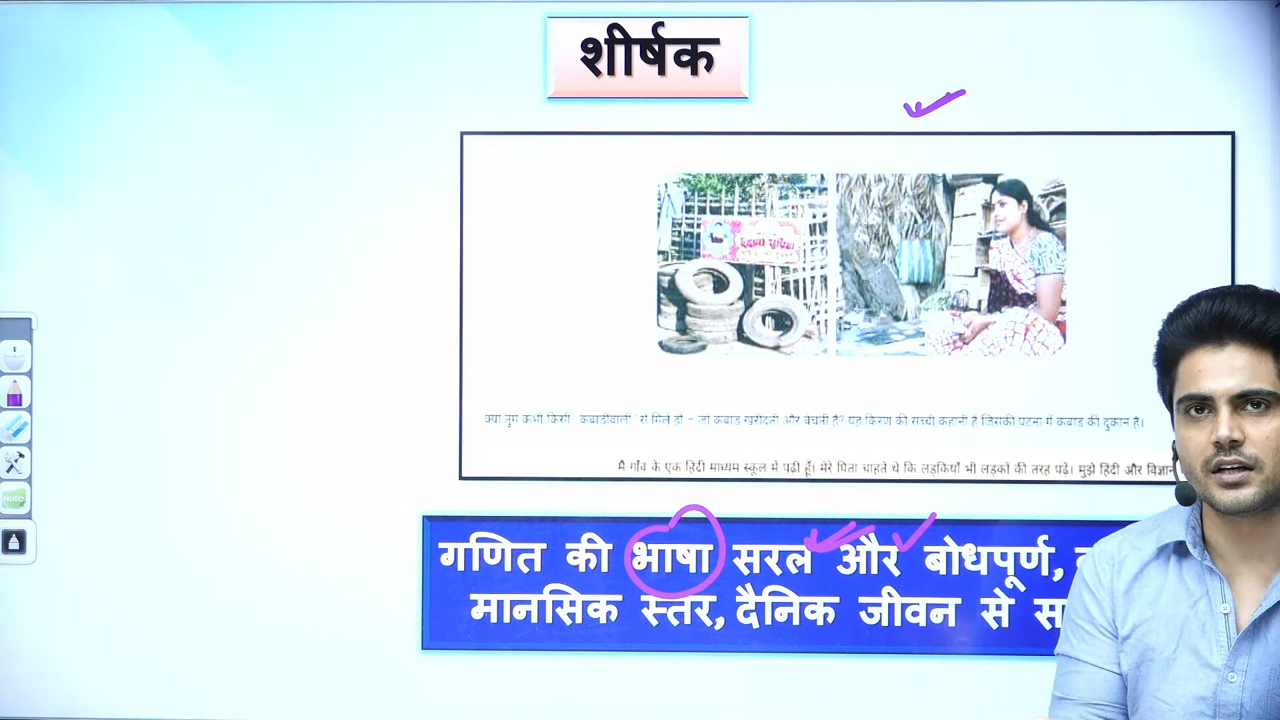 शीर्षक
क्या तुम कभी किसी 'कबाड़ीवाली' से मिले हो – जो कबाड़ खरीदती और बेचती है? यह किरण की सच्ची कहानी है जिसकी पटना में कबाड़ की दुकान है।
मैं गाँव के एक हिंदी माध्यम स्कूल में पढ़ी हूँ। मेरे पिता चाहते थे कि लड़कियाँ भी लड़कों की तरह पढ़ें। मुझे हिंदी और विज्ञान
गणित की भाषा सरल और बोधपूर्ण,
मानसिक स्तर, दैनिक जीवन से
Note